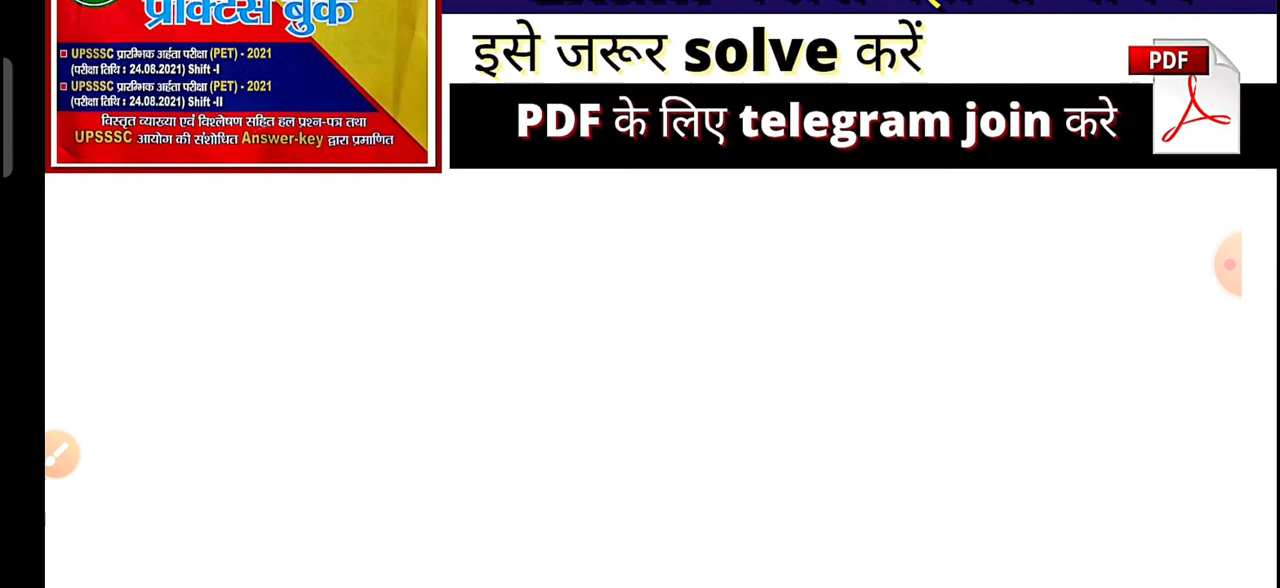 प्रैक्टिस बुक
UPSSSC प्रारम्भिक अर्हता परीक्षा (PET) - 2021
(परीक्षा तिथि : 24.08.2021) Shift-I
UPSSSC प्रारम्भिक अर्हता परीक्षा (PET) - 2021
(परीक्षा तिथि : 24.08.2021) Shift-II
विस्तृत व्याख्या एवं विश्लेषण सहित हल प्रश्न-पत्र तथा
UPSSSC आयोग की संशोधित Answer-key द्वारा प्रमाणित
इसे जरूर solve करें
PDF के लिए telegram join करे
PDF